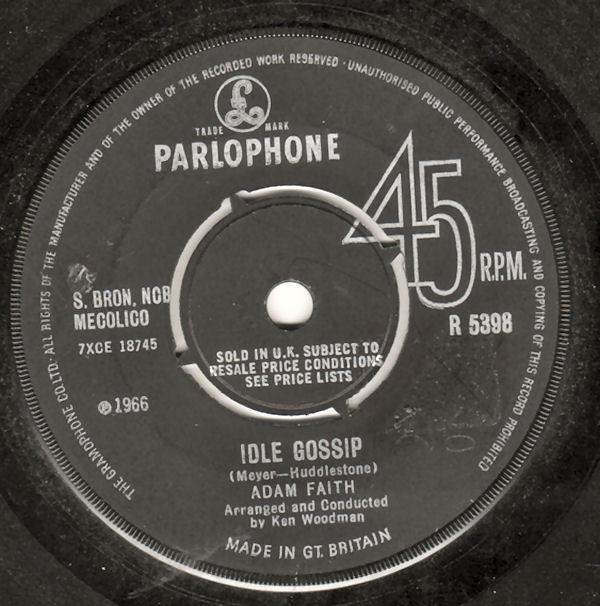 THE GRAMOPHONE CO. LTD. ALL RIGHTS OF THE MANUFACTURER AND OF THE OWNER OF THE RECORDED WORK RESERVED · UNAUTHORISED PUBLIC PERFORMANCE BROADCASTING AND COPYING OF THIS RECORD PROHIBITED
£
TRADE MARK
PARLOPHONE
45
R.P.M.
S. BRON, NCB
MECOLICO
R 5398
7XCE 18745
SOLD IN U.K. SUBJECT TO
RESALE PRICE CONDITIONS
SEE PRICE LISTS
℗1966
IDLE GOSSIP
(Meyer—Huddlestone)
ADAM FAITH
Arranged and Conducted
by Ken Woodman
MADE IN GT. BRITAIN